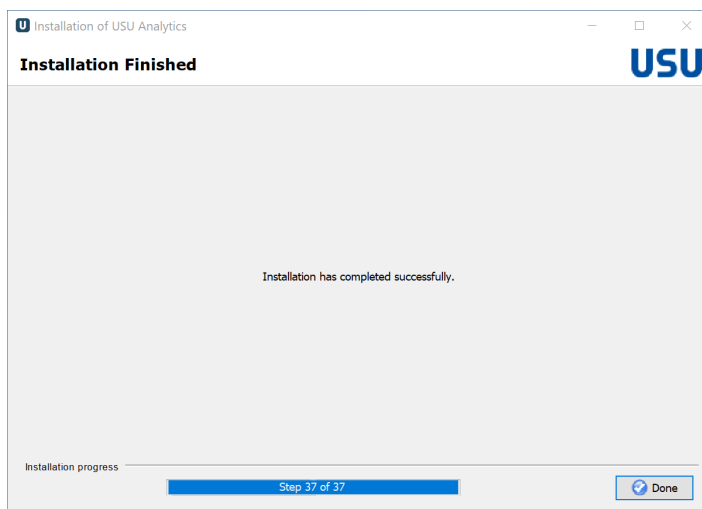 U Installation of USU Analytics
Installation Finished
USU
Installation has completed successfully.
Installation progress
Step 37 of 37
Done